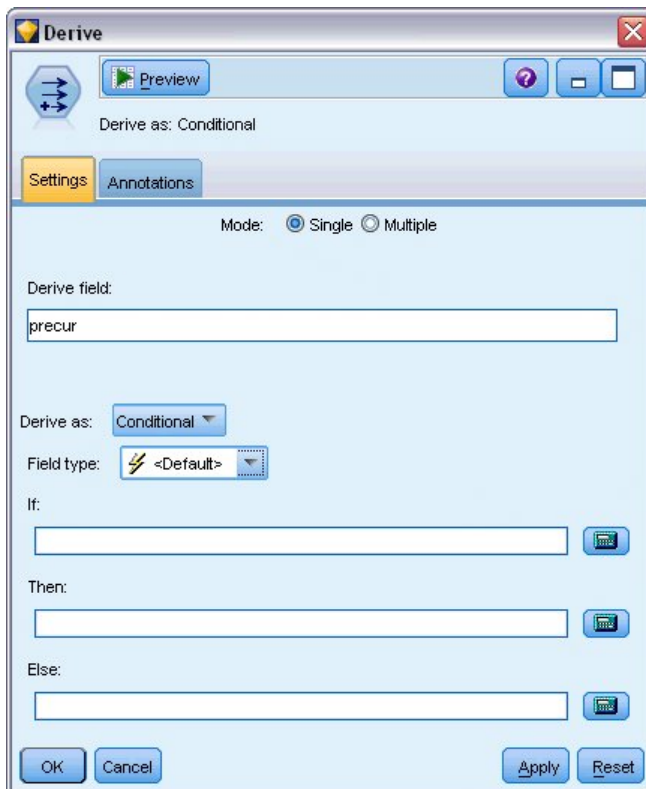 Derive
Preview
Derive as: Conditional
Settings Annotations
Mode: Single Multiple
Derive field:
precur
Derive as: Conditional
Field type: <Default>
If:
Then:
Else:
OK Cancel Apply Reset